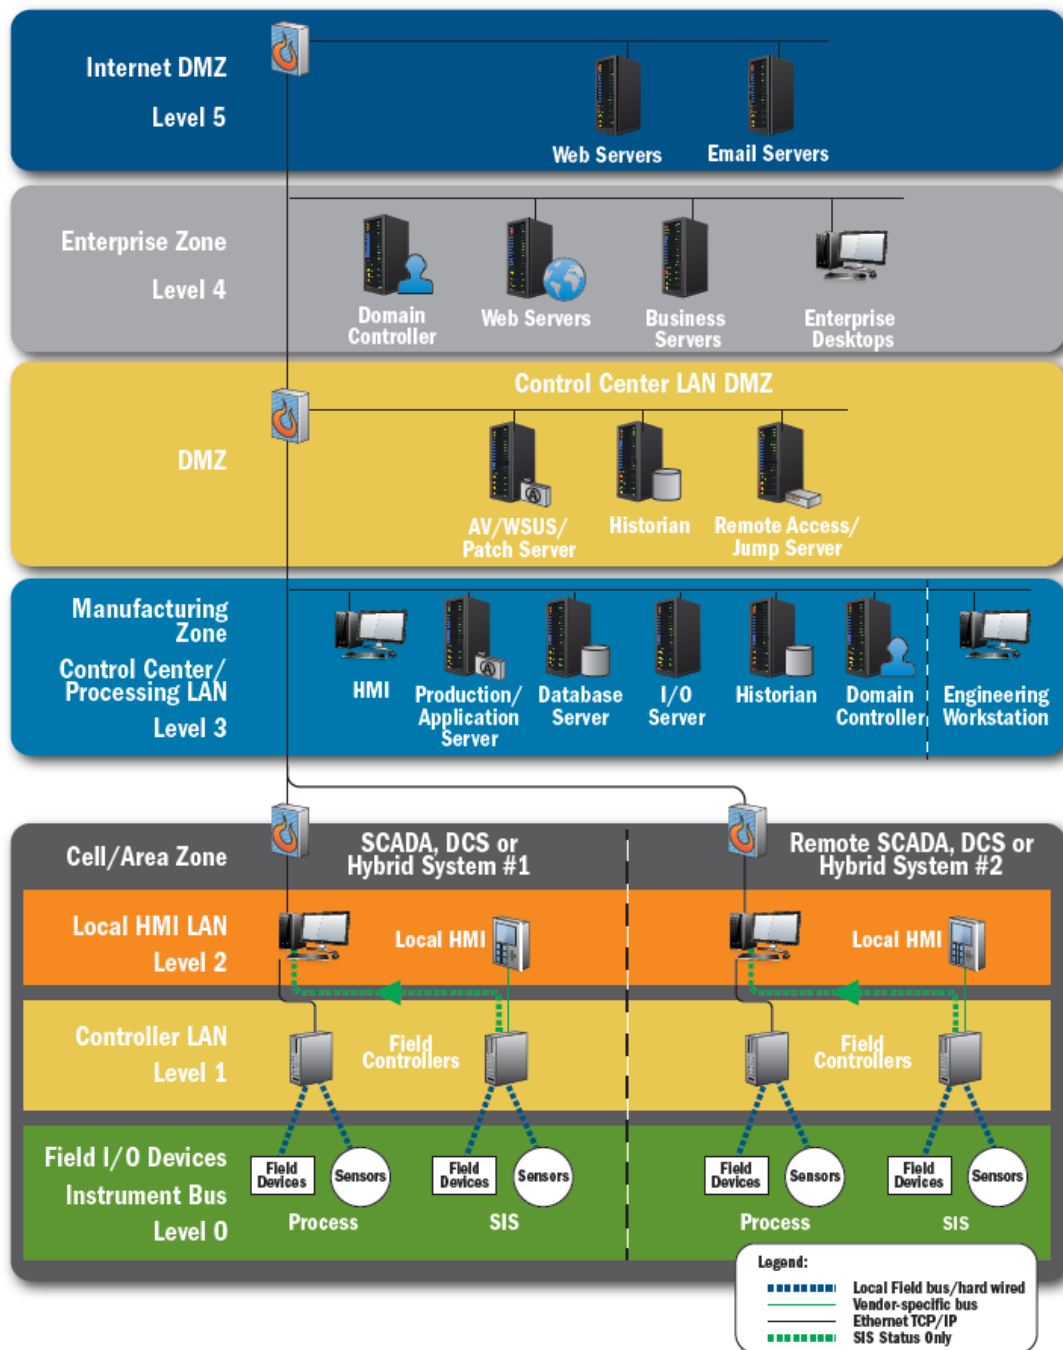 Internet DMZ
Level 5
Web Servers
Email Servers
Enterprise Zone
Level 4
Domain
Controller
Web Servers
Business
Servers
Enterprise
Desktops
Control Center LAN DMZ
DMZ
AV/WSUS/
Patch Server
Historian
Remote Access/
Jump Server
Manufacturing
Zone
Control Center/
Processing LAN
Level 3
HMI
Production/
Application
Server
Database
Server
I/O
Server
Historian
Domain
Controller
Engineering
Workstation
Cell/Area Zone
SCADA, DCS or
Hybrid System #1
Remote SCADA, DCS or
Hybrid System #2
Local HMI LAN
Level 2
Local HMI
Local HMI
Controller LAN
Level 1
Field
Controllers
Field
Controllers
Field I/O Devices
Instrument Bus
Level 0
Field
Devices
Sensors
Process
Field
Devices
Sensors
SIS
Field
Devices
Sensors
Process
Field
Devices
Sensors
SIS
Legend:
Local Field bus/hard wired
Vendor-specific bus
Ethernet TCP/IP
SIS Status Only